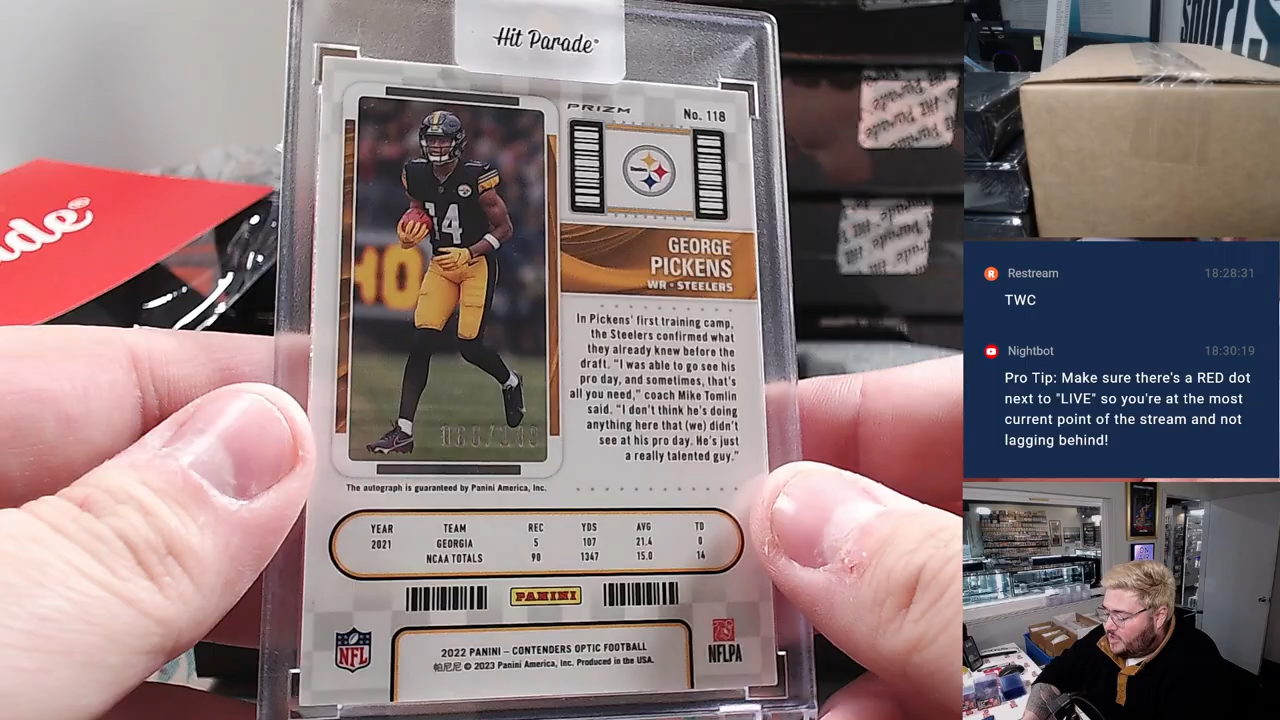 Hit Parade
PRIZM
No. 118
Steelers
14
GEORGE
PICKENS
WR • STEELERS
In Pickens' first training camp,
the Steelers confirmed what
they already knew before the
draft. "I was able to go see his
pro day, and sometimes, that's
all you need," coach Mike Tomlin
said. "I don't think he's doing
anything here that (we) didn't
see at his pro day. He's just
a really talented guy."
The autograph is guaranteed by Panini America, Inc.
YEAR TEAM REC YDS AVG TD
2021 GEORGIA 5 107 21.4 0
NCAA TOTALS 90 1347 15.0 14
PANINI
NFL
NFLPA
2022 PANINI – CONTENDERS OPTIC FOOTBALL
帕尼尼 © 2023 Panini America, Inc. Produced in the USA.
Restream 18:28:31
TWC
Nightbot 18:30:19
Pro Tip: Make sure there's a RED dot
next to "LIVE" so you're at the most
current point of the stream and not
lagging behind!